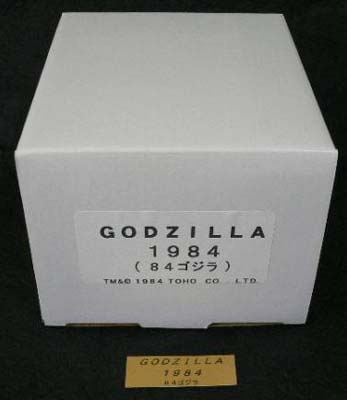 GODZILLA
1984
(84ゴジラ)
TM&© 1984 TOHO CO., LTD.
GODZILLA
1984
84ゴジラ